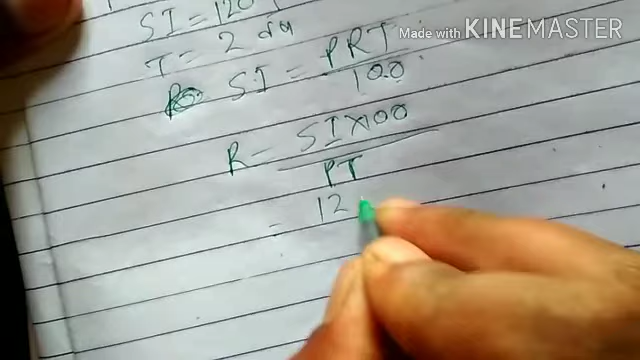 Made with KINEMASTER
SI = 120
T = 2
SI = PRT
100
R = SI×100
PT
= 12